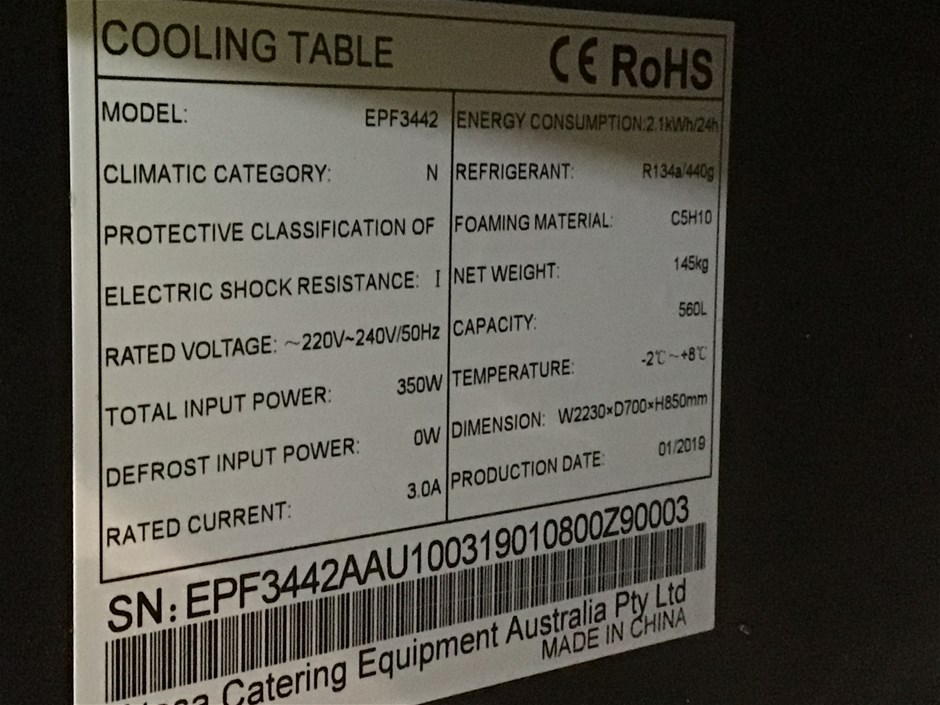 COOLING TABLE CE RoHS
MODEL: EPF3442
CLIMATIC CATEGORY: N
PROTECTIVE CLASSIFICATION OF
ELECTRIC SHOCK RESISTANCE: I
RATED VOLTAGE: ~220V~240V/50Hz
TOTAL INPUT POWER: 350W
DEFROST INPUT POWER: 0W
RATED CURRENT: 3.0A
ENERGY CONSUMPTION:2.1kWh/24h
REFRIGERANT: R134a/440g
FOAMING MATERIAL: C5H10
NET WEIGHT: 145kg
CAPACITY: 560L
TEMPERATURE: -2℃~+8℃
DIMENSION: W2230×D700×H850mm
PRODUCTION DATE: 01/2019
SN:EPF3442AAU100319010800Z90003
Catering Equipment Australia Pty Ltd
MADE IN CHINA